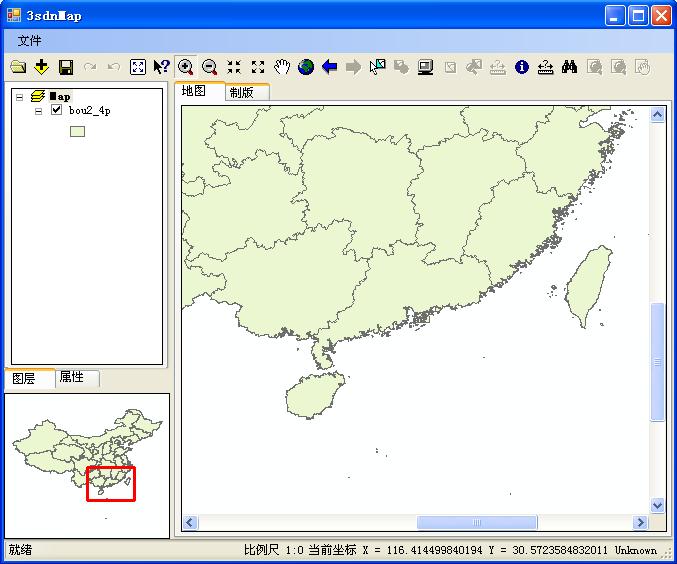 3sdnMap
文件
地图
制版
Map
bou2_4p
图层
属性
就绪
比例尺 1:0 当前坐标 X = 116.414499840194 Y = 30.5723584832011 Unknown